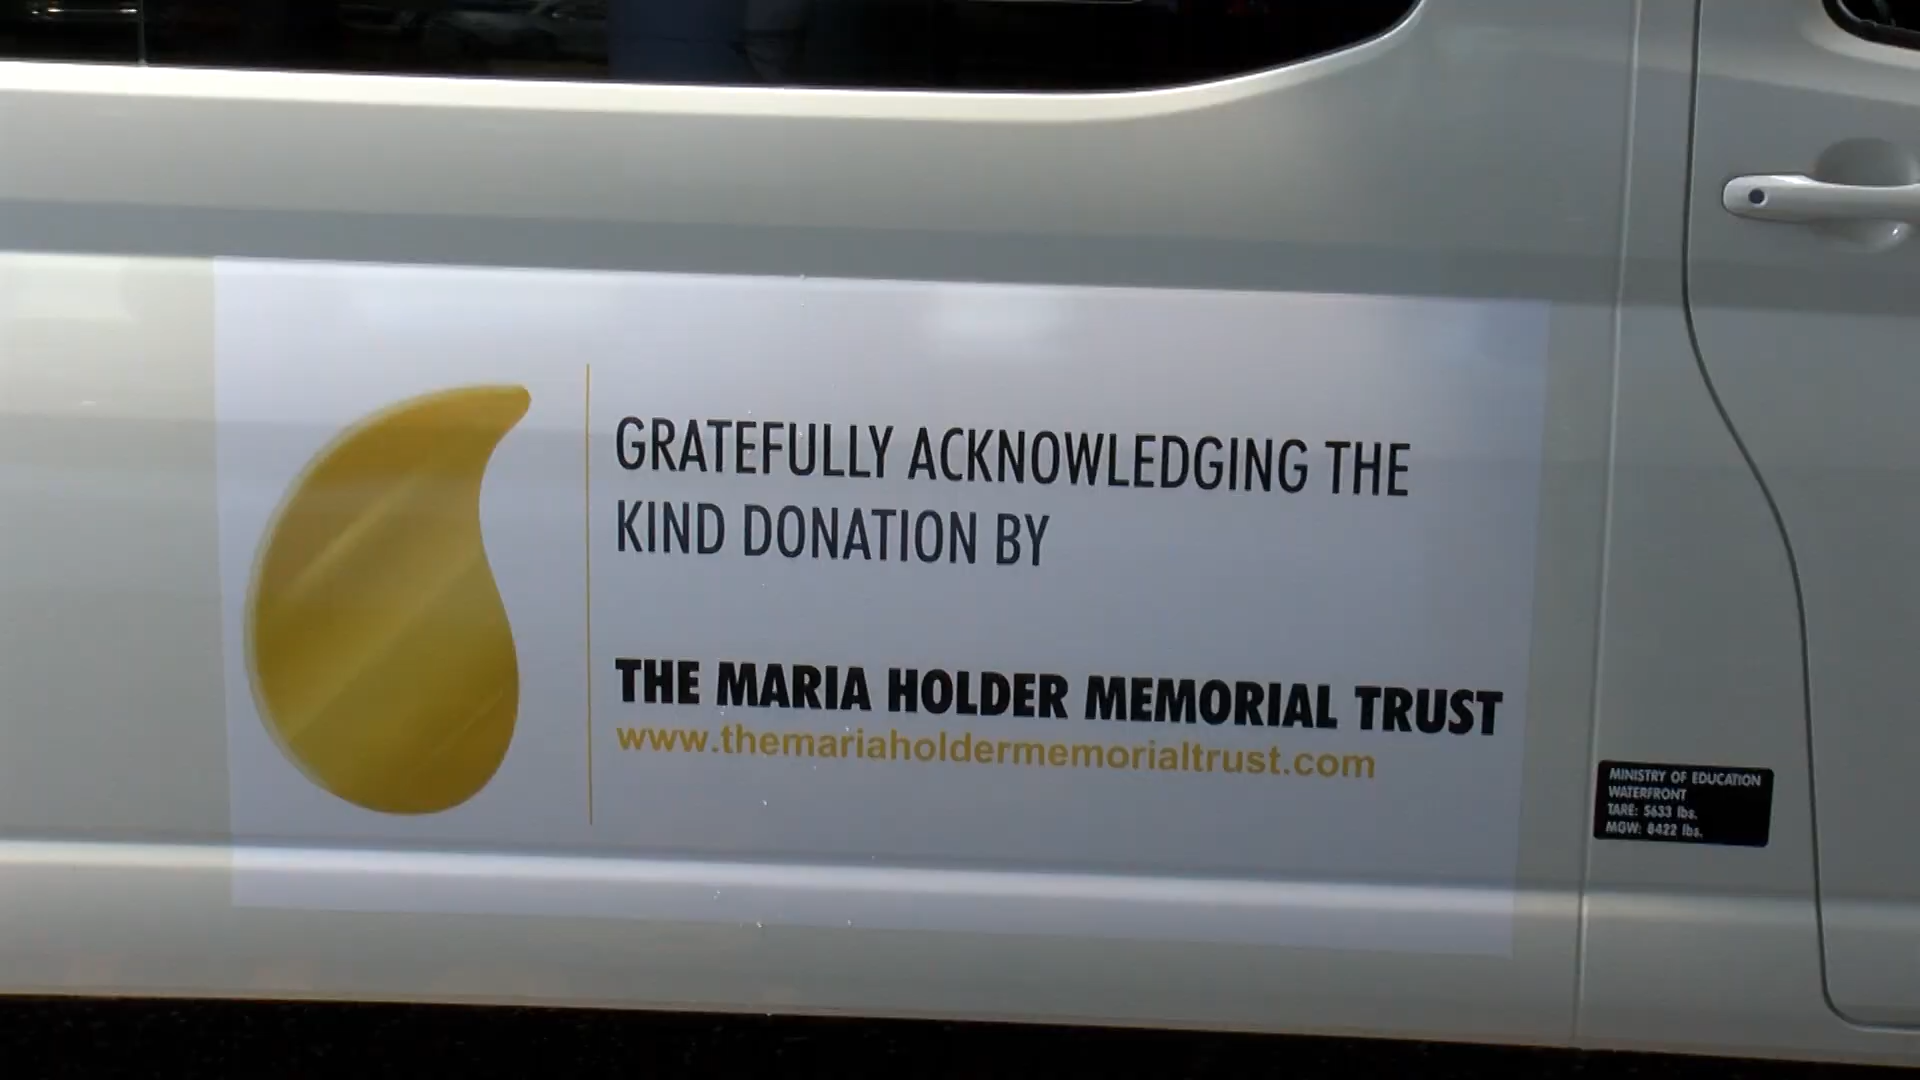 GRATEFULLY ACKNOWLEDGING THE
KIND DONATION BY
THE MARIA HOLDER MEMORIAL TRUST
www.themariaholdermemorialtrust.com
MINISTRY OF EDUCATION
WATERFRONT
TARE: 5633 lbs.
MGW: 8422 lbs.